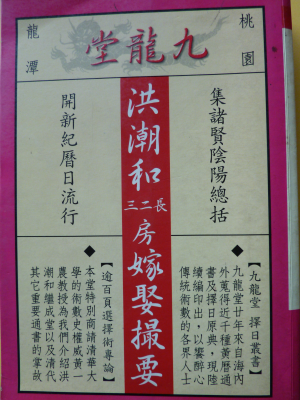 桃園
九龍堂
龍潭
集諸賢陰陽總括
洪潮和長二三房嫁娶撮要
開新紀曆日流行
◆【九龍堂 擇日叢書】
九龍堂廿年來自海內
外蒐得近千種黃曆通
書及擇日原典,現陸
續編印出,以饗醉心
傳統術數的各界人士
◆【逾百頁選擇術專論】
本堂特別商請清華大
學的術數史權威黃一
農教授為我們介紹洪
潮和繼成堂以及清代
其它重要通書的掌故